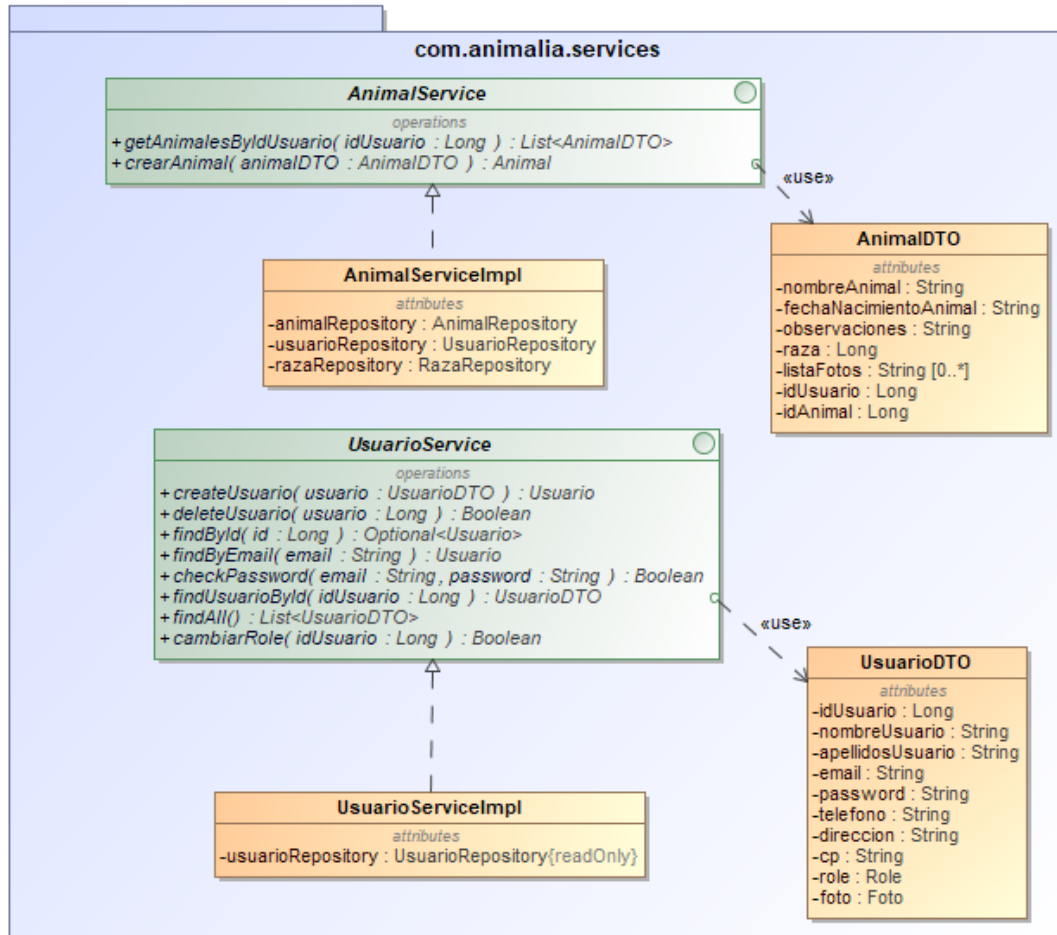 com.animalia.services
AnimalService
operations
+getAnimalesByIdUsuario( idUsuario : Long ) : List<AnimalDTO>
+crearAnimal( animalDTO : AnimalDTO ) : Animal
«use»
AnimalDTO
attributes
-nombreAnimal : String
-fechaNacimientoAnimal : String
-observaciones : String
-raza : Long
-listaFotos : String [0..*]
-idUsuario : Long
-idAnimal : Long
AnimalServiceImpl
attributes
-animalRepository : AnimalRepository
-usuarioRepository : UsuarioRepository
-razaRepository : RazaRepository
UsuarioService
operations
+createUsuario( usuario : UsuarioDTO ) : Usuario
+deleteUsuario( usuario : Long ) : Boolean
+findById( id : Long ) : Optional<Usuario>
+findByEmail( email : String ) : Usuario
+checkPassword( email : String, password : String ) : Boolean
+findUsuarioById( idUsuario : Long ) : UsuarioDTO
+findAll() : List<UsuarioDTO>
+cambiarRole( idUsuario : Long ) : Boolean
«use»
UsuarioDTO
attributes
-idUsuario : Long
-nombreUsuario : String
-apellidosUsuario : String
-email : String
-password : String
-telefono : String
-direccion : String
-cp : String
-role : Role
-foto : Foto
UsuarioServiceImpl
attributes
-usuarioRepository : UsuarioRepository{readOnly}